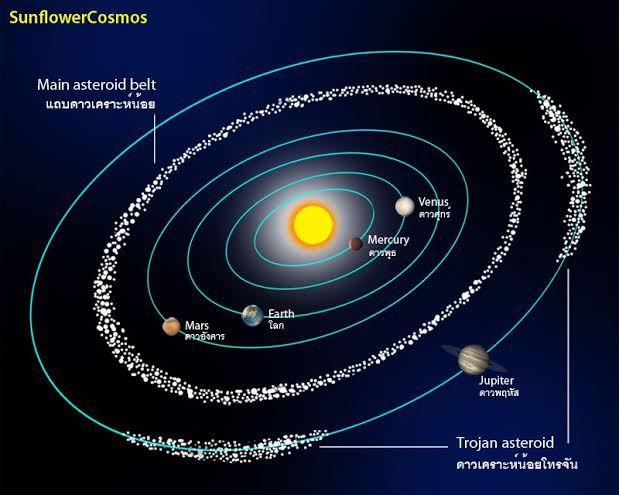 SunflowerCosmos
Main asteroid belt
แถบดาวเคราะห์น้อย
Venus
ดาวศุกร
Mercury
ดาวพุธ
Earth
โลก
Mars
ดาวอังคาร
Jupiter
ดาวพฤหัส
Trojan asteroid
ดาวเคราะห์น้อยโทรจัน